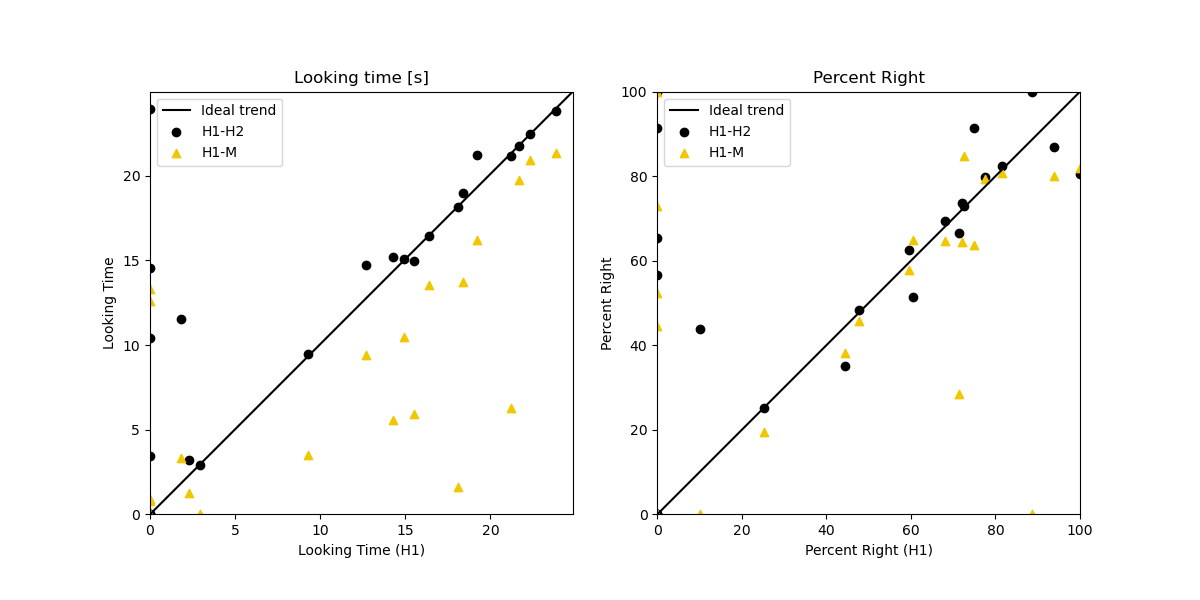 Looking time [s]
Ideal trend
H1-H2
H1-M
Looking Time
0
5
10
15
20
0
5
10
15
20
Looking Time (H1)
Percent Right
Ideal trend
H1-H2
H1-M
Percent Right
100
80
60
40
20
0
0
20
40
60
80
100
Percent Right (H1)